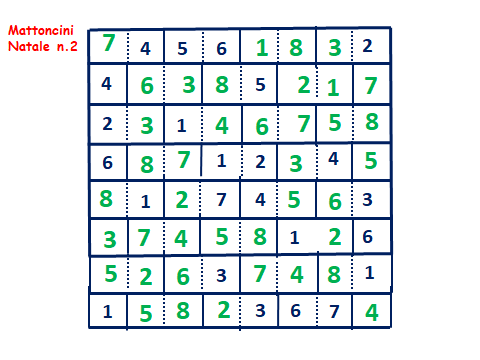 Mattoncini
Natale n.2
7 4 5 6 1 8 3 2
4 6 3 8 5 2 1 7
2 3 1 4 6 7 5 8
6 8 7 1 2 3 4 5
8 1 2 7 4 5 6 3
3 7 4 5 8 1 2 6
5 2 6 3 7 4 8 1
1 5 8 2 3 6 7 4